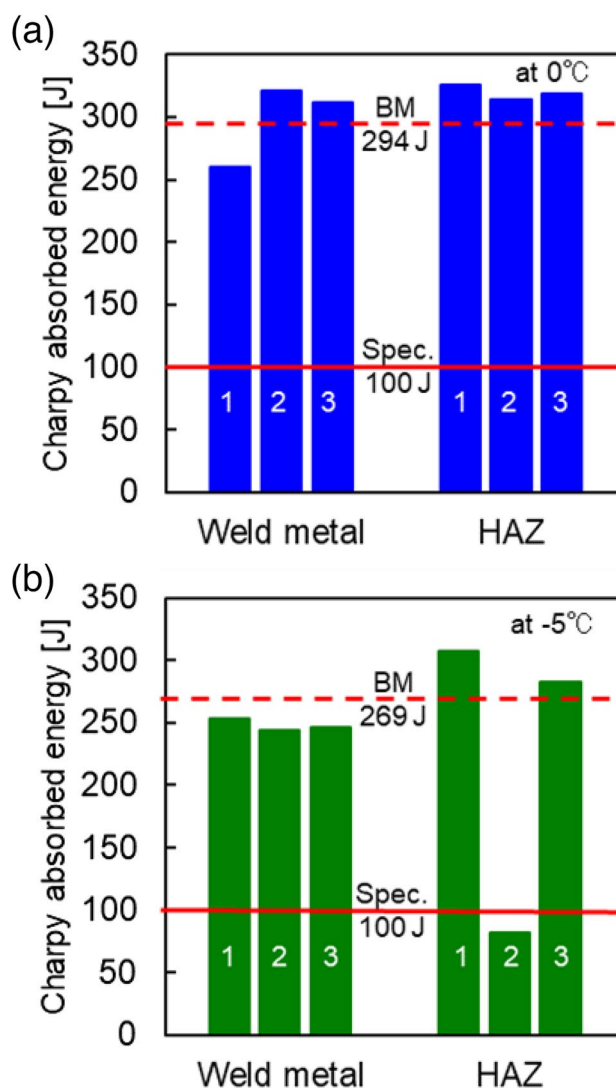 (a)
Charpy absorbed energy [J]
350
300
250
200
150
100
50
0
at 0℃
BM
294 J
Spec.
100 J
1 2 3 1 2 3
Weld metal HAZ
(b)
Charpy absorbed energy [J]
350
300
250
200
150
100
50
0
at -5℃
BM
269 J
Spec.
100 J
1 2 3 1 2 3
Weld metal HAZ